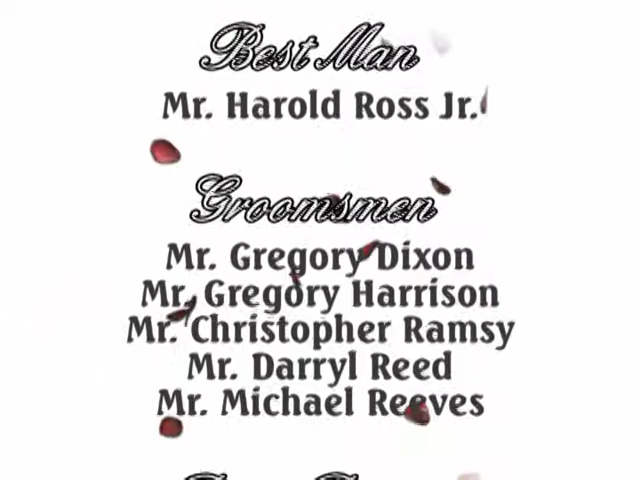 Best Man
Mr. Harold Ross Jr.
Groomsmen
Mr. Gregory Dixon
Mr. Gregory Harrison
Mr. Christopher Ramsy
Mr. Darryl Reed
Mr. Michael Reeves